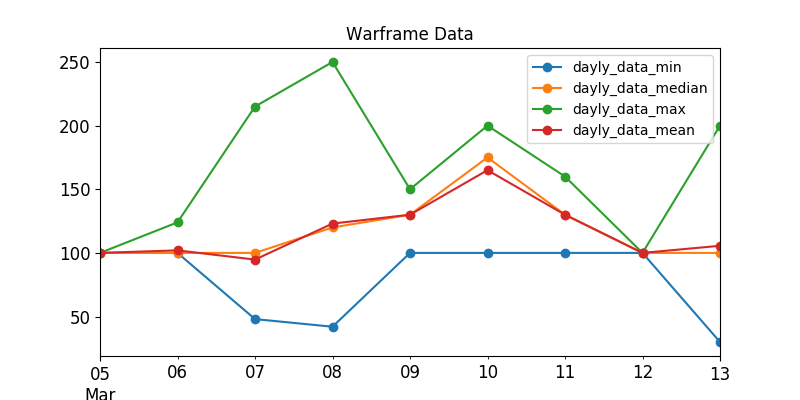 Warframe Data
250
200
150
100
50
dayly_data_min
dayly_data_median
dayly_data_max
dayly_data_mean
05 06 07 08 09 10 11 12 13
Mar